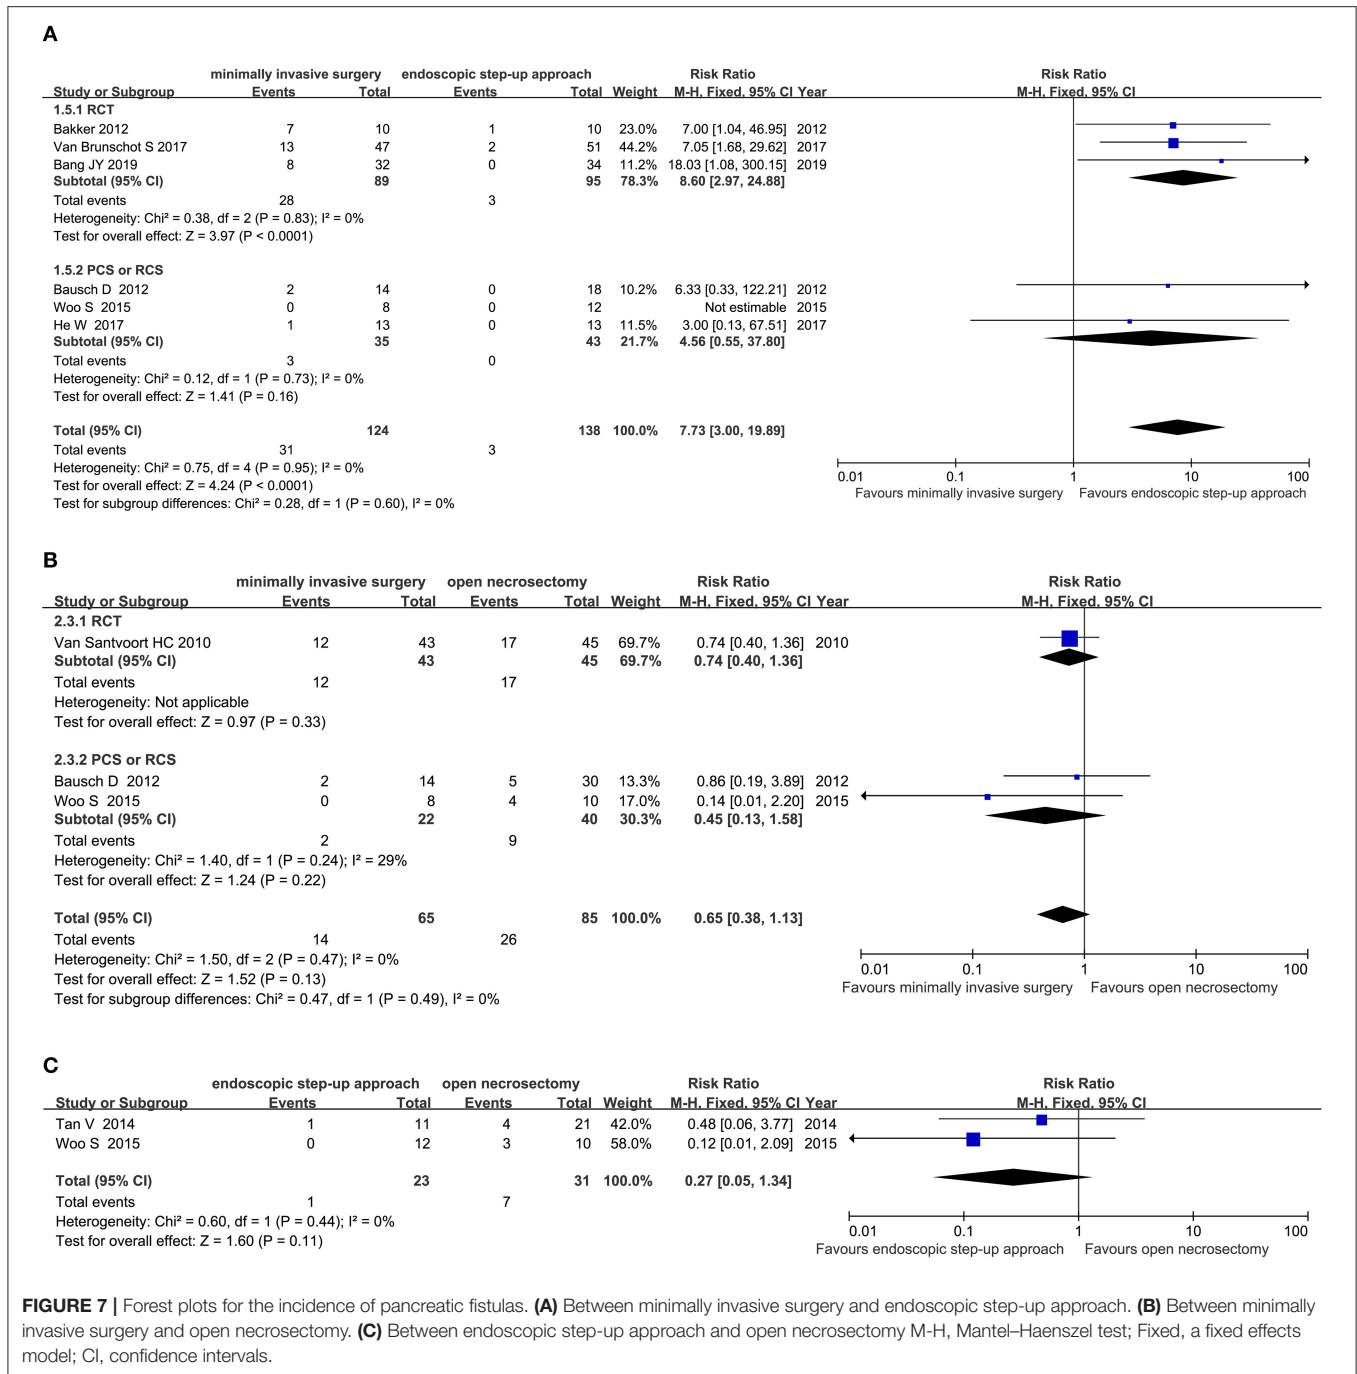 A
minimally invasive surgery endoscopic step-up approach Risk Ratio Risk Ratio
Study or Subgroup Events Total Events Total Weight M-H, Fixed, 95% CI Year M-H, Fixed, 95% CI
1.5.1 RCT
Bakker 2012 7 10 1 10 23.0% 7.00 [1.04, 46.95] 2012
Van Brunschot S 2017 13 47 2 51 44.2% 7.05 [1.68, 29.62] 2017
Bang JY 2019 8 32 0 34 11.2% 18.03 [1.08, 300.15] 2019
Subtotal (95% CI) 89 95 78.3% 8.60 [2.97, 24.88]
Total events 28 3
Heterogeneity: Chi² = 0.38, df = 2 (P = 0.83); I² = 0%
Test for overall effect: Z = 3.97 (P < 0.0001)
1.5.2 PCS or RCS
Bausch D 2012 2 14 0 18 10.2% 6.33 [0.33, 122.21] 2012
Woo S 2015 0 8 0 12 Not estimable 2015
He W 2017 1 13 0 13 11.5% 3.00 [0.13, 67.51] 2017
Subtotal (95% CI) 35 43 21.7% 4.56 [0.55, 37.80]
Total events 3 0
Heterogeneity: Chi² = 0.12, df = 1 (P = 0.73); I² = 0%
Test for overall effect: Z = 1.41 (P = 0.16)
Total (95% CI) 124 138 100.0% 7.73 [3.00, 19.89]
Total events 31 3
Heterogeneity: Chi² = 0.75, df = 4 (P = 0.95); I² = 0%
Test for overall effect: Z = 4.24 (P < 0.0001)
Test for subgroup differences: Chi² = 0.28, df = 1 (P = 0.60), I² = 0%
0.01 0.1 1 10 100
Favours minimally invasive surgery Favours endoscopic step-up approach
B
minimally invasive surgery open necrosectomy Risk Ratio Risk Ratio
Study or Subgroup Events Total Events Total Weight M-H, Fixed, 95% CI Year M-H, Fixed, 95% CI
2.3.1 RCT
Van Santvoort HC 2010 12 43 17 45 69.7% 0.74 [0.40, 1.36] 2010
Subtotal (95% CI) 43 45 69.7% 0.74 [0.40, 1.36]
Total events 12 17
Heterogeneity: Not applicable
Test for overall effect: Z = 0.97 (P = 0.33)
2.3.2 PCS or RCS
Bausch D 2012 2 14 5 30 13.3% 0.86 [0.19, 3.89] 2012
Woo S 2015 0 8 4 10 17.0% 0.14 [0.01, 2.20] 2015
Subtotal (95% CI) 22 40 30.3% 0.45 [0.13, 1.58]
Total events 2 9
Heterogeneity: Chi² = 1.40, df = 1 (P = 0.24); I² = 29%
Test for overall effect: Z = 1.24 (P = 0.22)
Total (95% CI) 65 85 100.0% 0.65 [0.38, 1.13]
Total events 14 26
Heterogeneity: Chi² = 1.50, df = 2 (P = 0.47); I² = 0%
Test for overall effect: Z = 1.52 (P = 0.13)
Test for subgroup differences: Chi² = 0.47, df = 1 (P = 0.49), I² = 0%
0.01 0.1 1 10 100
Favours minimally invasive surgery Favours open necrosectomy
C
endoscopic step-up approach open necrosectomy Risk Ratio Risk Ratio
Study or Subgroup Events Total Events Total Weight M-H, Fixed, 95% CI Year M-H, Fixed, 95% CI
Tan V 2014 1 11 4 21 42.0% 0.48 [0.06, 3.77] 2014
Woo S 2015 0 12 3 10 58.0% 0.12 [0.01, 2.09] 2015
Total (95% CI) 23 31 100.0% 0.27 [0.05, 1.34]
Total events 1 7
Heterogeneity: Chi² = 0.60, df = 1 (P = 0.44); I² = 0%
Test for overall effect: Z = 1.60 (P = 0.11)
0.01 0.1 1 10 100
Favours endoscopic step-up approach Favours open necrosectomy
FIGURE 7 | Forest plots for the incidence of pancreatic fistulas. (A) Between minimally invasive surgery and endoscopic step-up approach. (B) Between minimally
invasive surgery and open necrosectomy. (C) Between endoscopic step-up approach and open necrosectomy M-H, Mantel–Haenszel test; Fixed, a fixed effects
model; CI, confidence intervals.